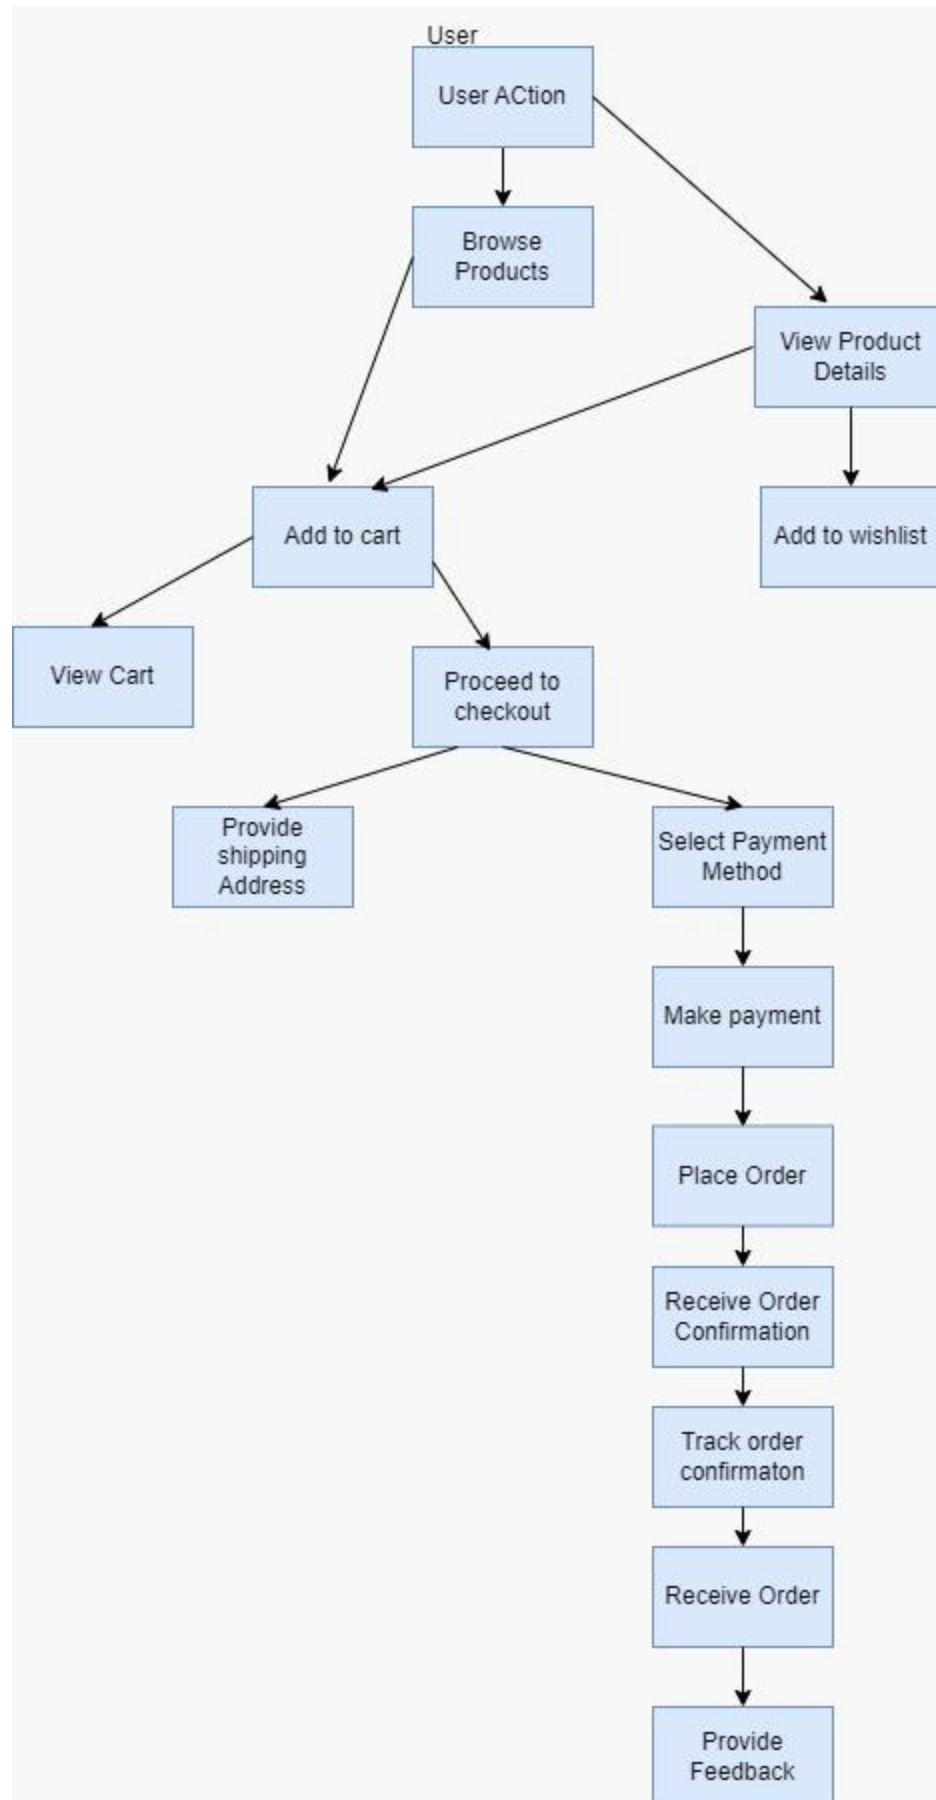 User
User ACtion
Browse
Products
View Product
Details
Add to cart
Add to wishlist
View Cart
Proceed to
checkout
Provide
shipping
Address
Select Payment
Method
Make payment
Place Order
Receive Order
Confirmation
Track order
confirmaton
Receive Order
Provide
Feedback